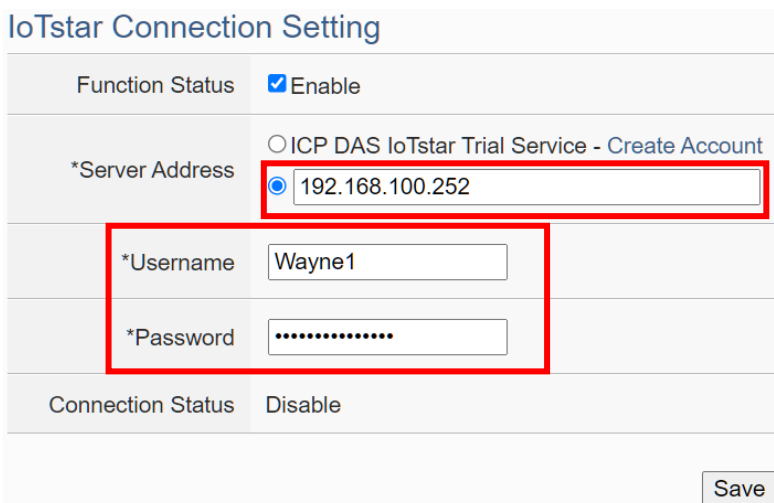 IoTstar Connection Setting
Function Status Enable
ICP DAS IoTstar Trial Service - Create Account
*Server Address
192.168.100.252
*Username Wayne1
*Password •••••••••••••••
Connection Status Disable
Save